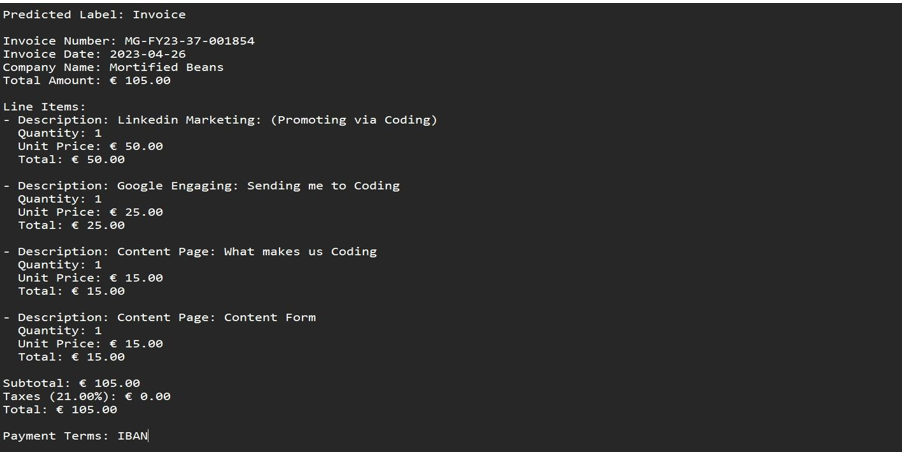 Predicted Label: Invoice
Invoice Number: MG-FY23-37-001854
Invoice Date: 2023-04-26
Company Name: Mortified Beans
Total Amount: € 105.00
Line Items:
- Description: Linkedin Marketing: (Promoting via Coding)
Quantity: 1
Unit Price: € 50.00
Total: € 50.00
- Description: Google Engaging: Sending me to Coding
Quantity: 1
Unit Price: € 25.00
Total: € 25.00
- Description: Content Page: What makes us Coding
Quantity: 1
Unit Price: € 15.00
Total: € 15.00
- Description: Content Page: Content Form
Quantity: 1
Unit Price: € 15.00
Total: € 15.00
Subtotal: € 105.00
Taxes (21.00%): € 0.00
Total: € 105.00
Payment Terms: IBAN